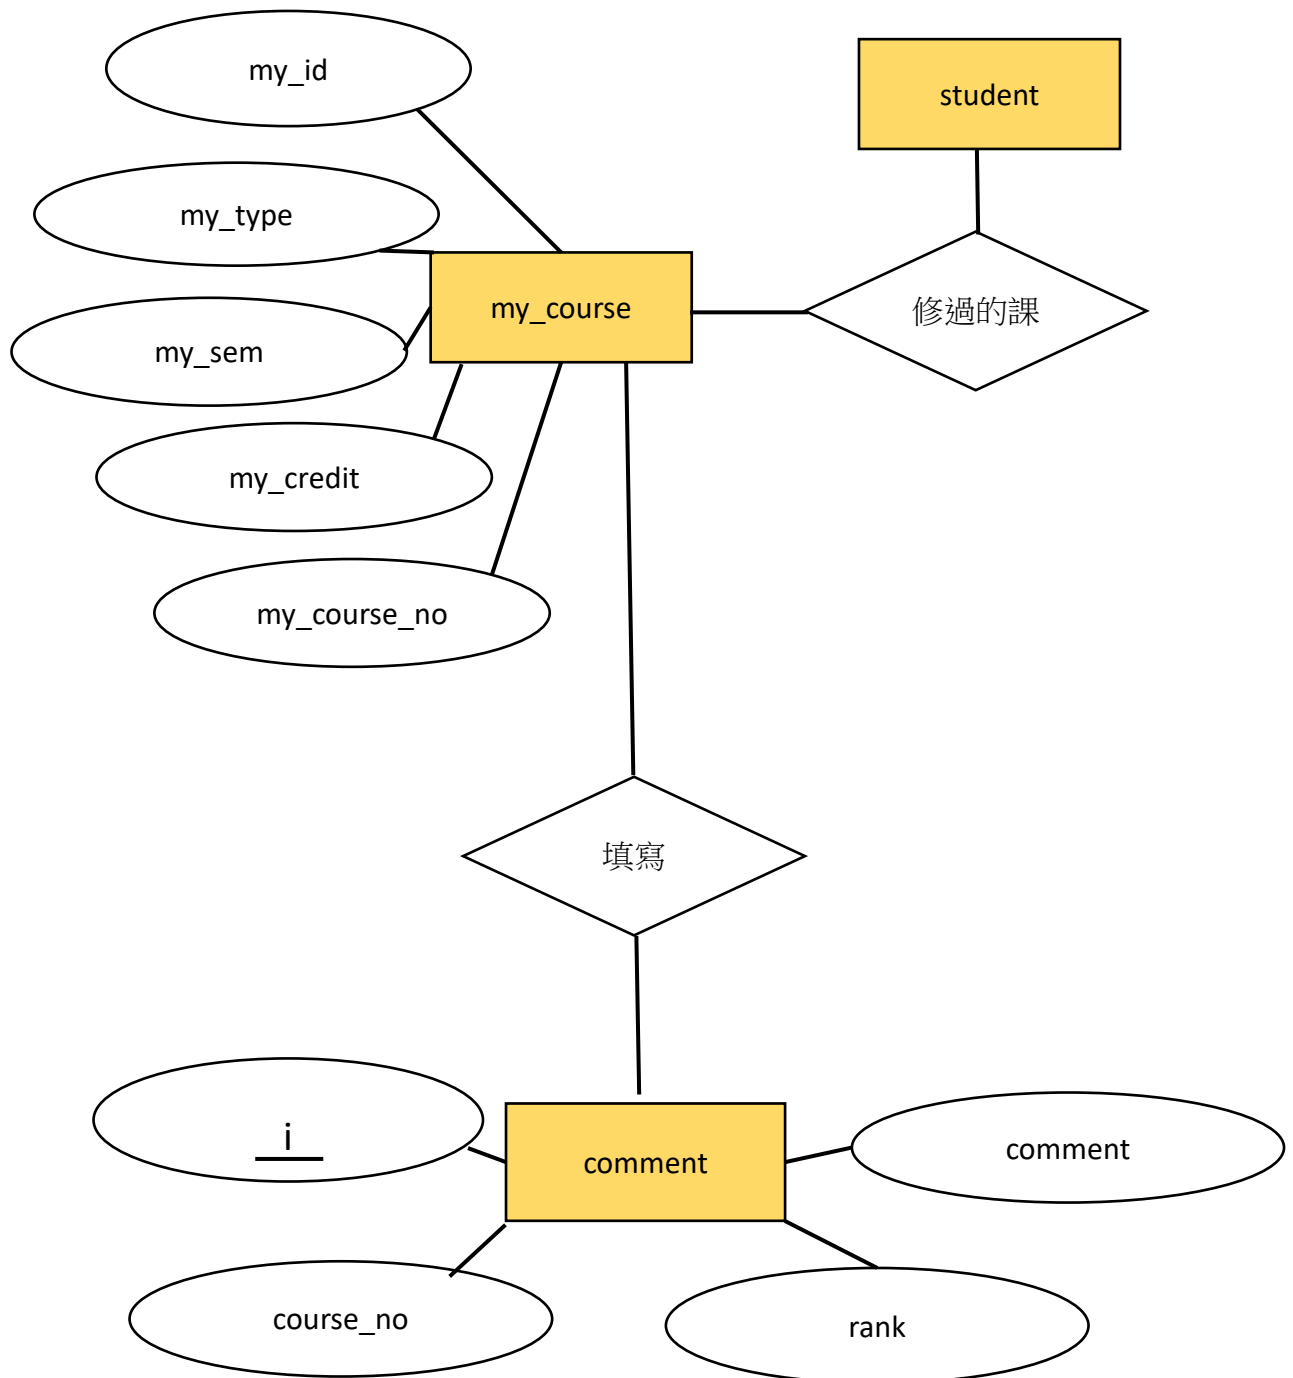 my_id
student
my_type
my_course
修過的課
my_sem
my_credit
my_course_no
填寫
i
comment
comment
course_no
rank